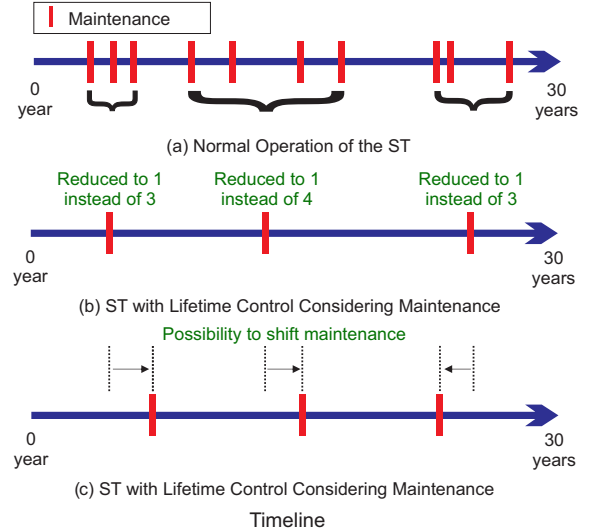 Maintenance
0
year
30
years
(a) Normal Operation of the ST
Reduced to 1
instead of 3
Reduced to 1
instead of 4
Reduced to 1
instead of 3
0
year
30
years
(b) ST with Lifetime Control Considering Maintenance
Possibility to shift maintenance
0
year
30
years
(c) ST with Lifetime Control Considering Maintenance
Timeline